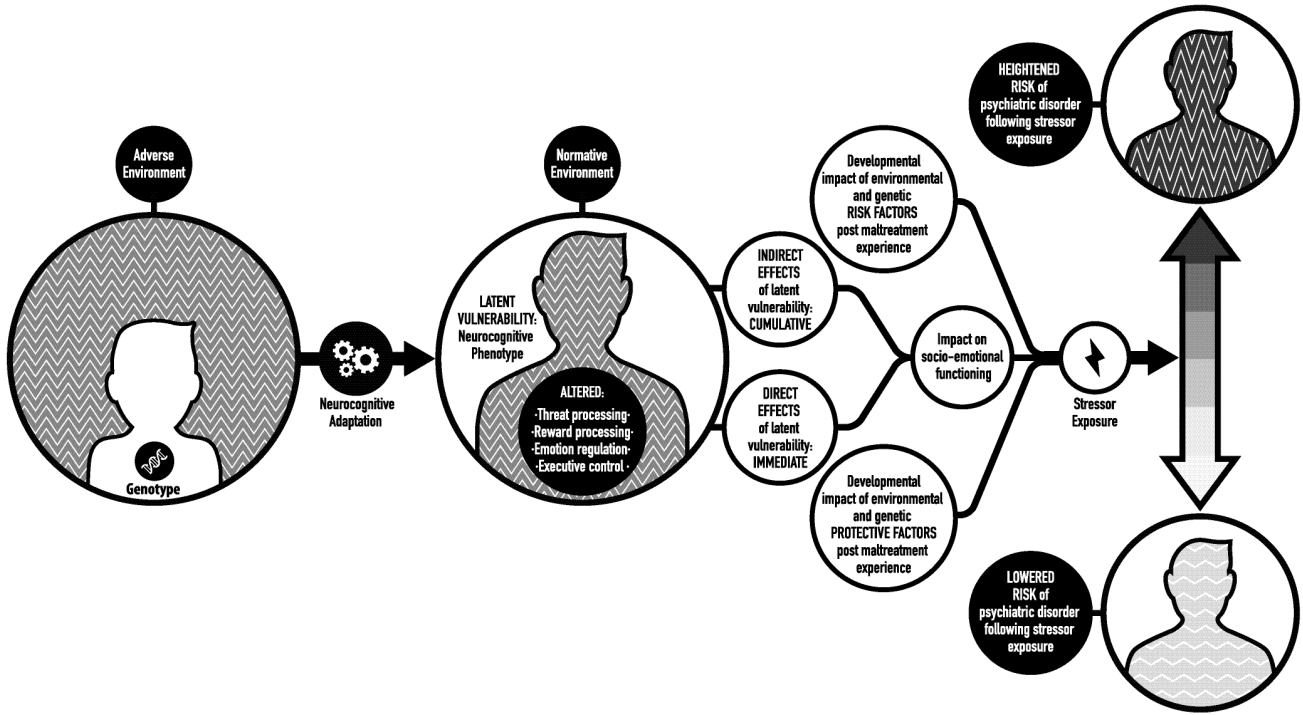 Adverse
Environment
Genotype
Neurocognitive
Adaptation
Normative
Environment
LATENT
VULNERABILITY:
Neurocognitive
Phenotype
ALTERED:
·Threat processing·
·Reward processing·
·Emotion regulation·
·Executive control ·
INDIRECT
EFFECTS
of latent
vulnerability:
CUMULATIVE
DIRECT
EFFECTS
of latent
vulnerability:
IMMEDIATE
Developmental
impact of environmental
and genetic
RISK FACTORS
post maltreatment
experience
Impact on
socio-emotional
functioning
Developmental
impact of environmental
and genetic
PROTECTIVE FACTORS
post maltreatment
experience
Stressor
Exposure
HEIGHTENED
RISK of
psychiatric disorder
following stressor
exposure
LOWERED
RISK of
psychiatric disorder
following stressor
exposure